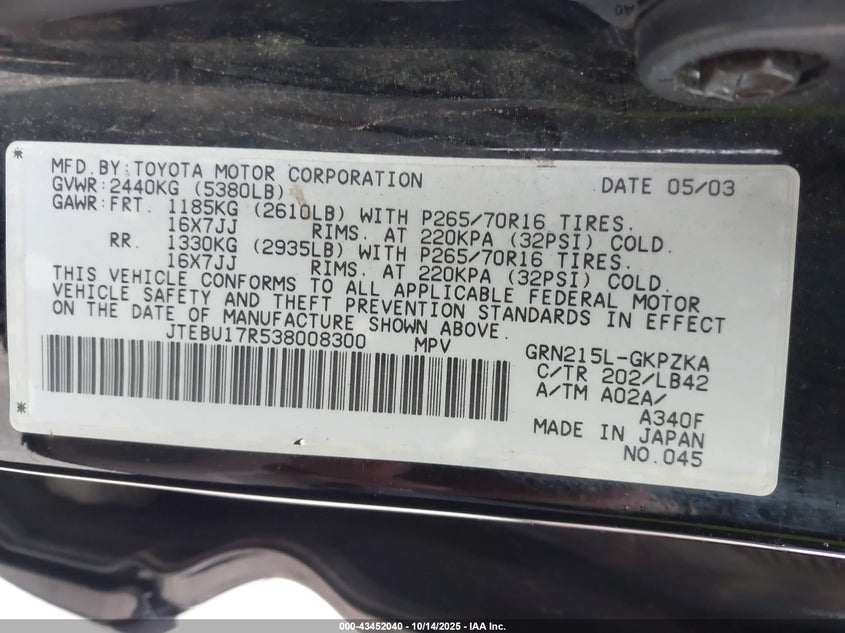 MFD.BY:TOYOTA MOTOR CORPORATION DATE 05/03
GVWR:2440KG (5380LB)
GAWR:FRT. 1185KG (2610LB) WITH P265/70R16 TIRES.
16X7JJ RIMS. AT 220KPA (32PSI) COLD.
RR. 1330KG (2935LB) WITH P265/70R16 TIRES.
16X7JJ RIMS. AT 220KPA (32PSI) COLD.
THIS VEHICLE CONFORMS TO ALL APPLICABLE FEDERAL MOTOR
VEHICLE SAFETY AND THEFT PREVENTION STANDARDS IN EFFECT
ON THE DATE OF MANUFACTURE SHOWN ABOVE.
JTEBU17R538008300 MPV GRN215L-GKPZKA
C/TR 202/LB42
A/TM A02A/
A340F
MADE IN JAPAN
NO.045
000-43452040 - 10/14/2025 - IAA Inc.